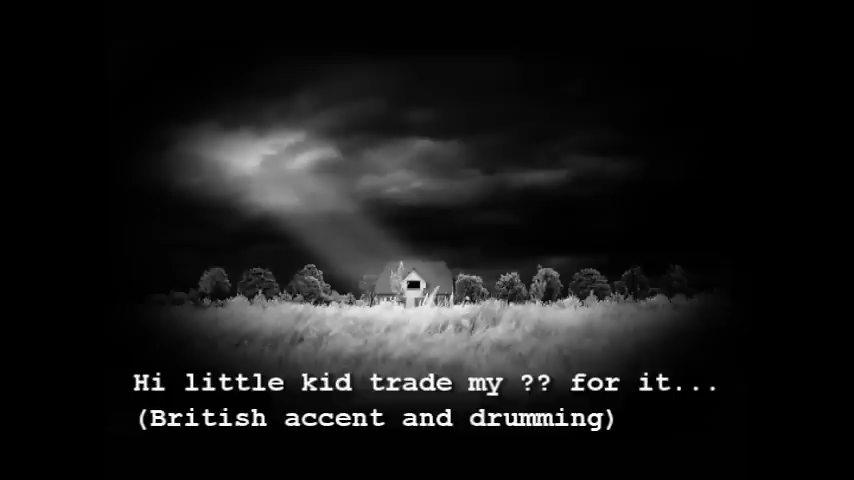 Hi little kid trade my ?? for it...
(British accent and drumming)